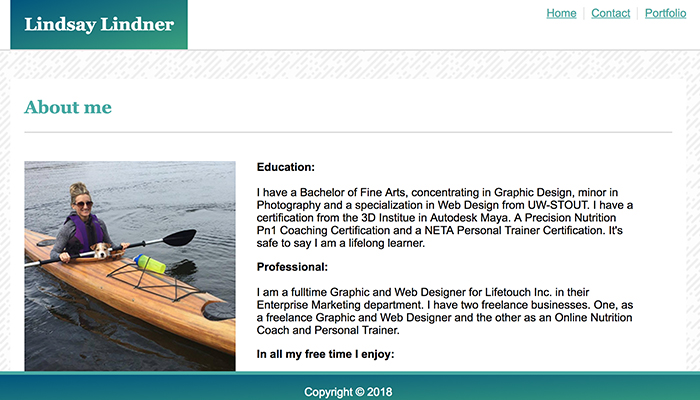 Lindsay Lindner
Home Contact Portfolio
About me
Education:
I have a Bachelor of Fine Arts, concentrating in Graphic Design, minor in
Photography and a specialization in Web Design from UW-STOUT. I have a
certification from the 3D Institue in Autodesk Maya. A Precision Nutrition
Pn1 Coaching Certification and a NETA Personal Trainer Certification. It's
safe to say I am a lifelong learner.
Professional:
I am a fulltime Graphic and Web Designer for Lifetouch Inc. in their
Enterprise Marketing department. I have two freelance businesses. One, as
a freelance Graphic and Web Designer and the other as an Online Nutrition
Coach and Personal Trainer.
In all my free time I enjoy:
Copyright © 2018